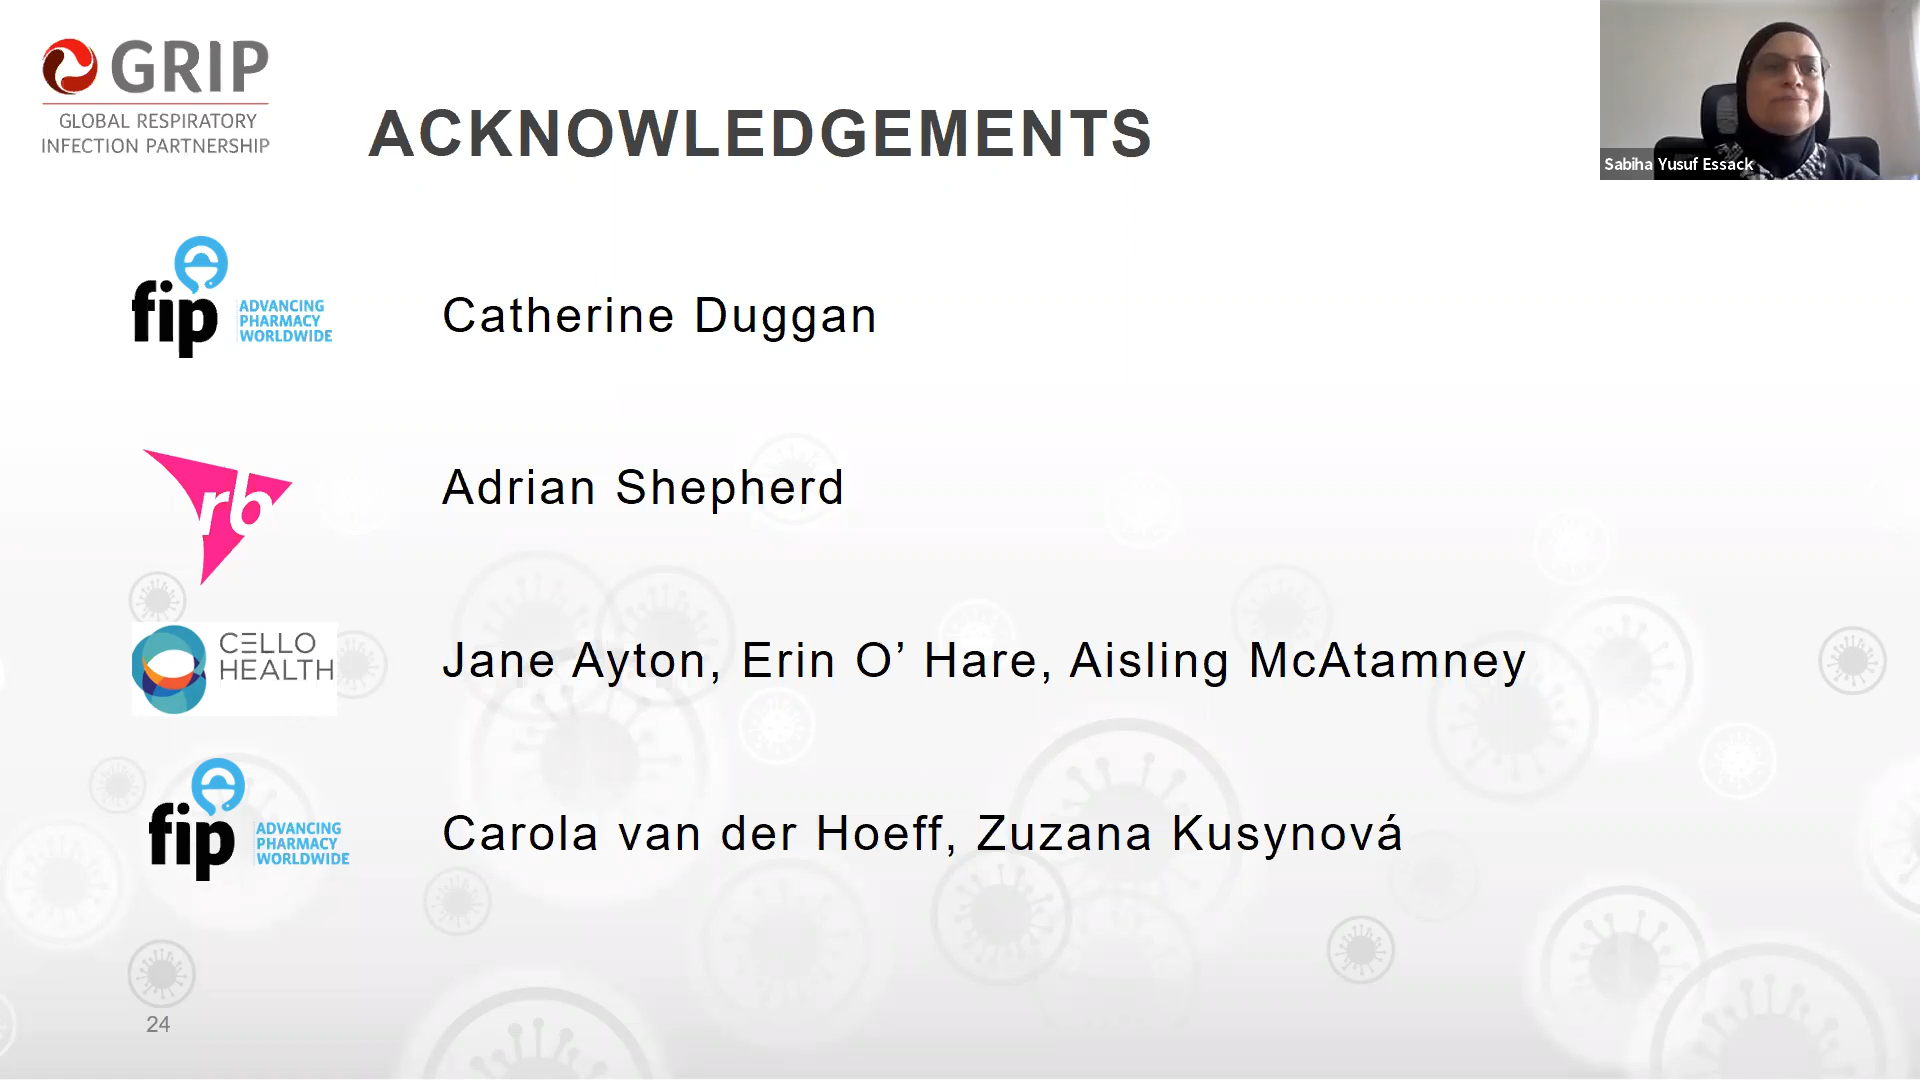 GRIP
GLOBAL RESPIRATORY
INFECTION PARTNERSHIP
ACKNOWLEDGEMENTS
Sabiha Yusuf Essack
fip
ADVANCING
PHARMACY
WORLDWIDE
Catherine Duggan
rb
Adrian Shepherd
CELLO
HEALTH
Jane Ayton, Erin O’ Hare, Aisling McAtamney
fip
ADVANCING
PHARMACY
WORLDWIDE
Carola van der Hoeff, Zuzana Kusynová
24